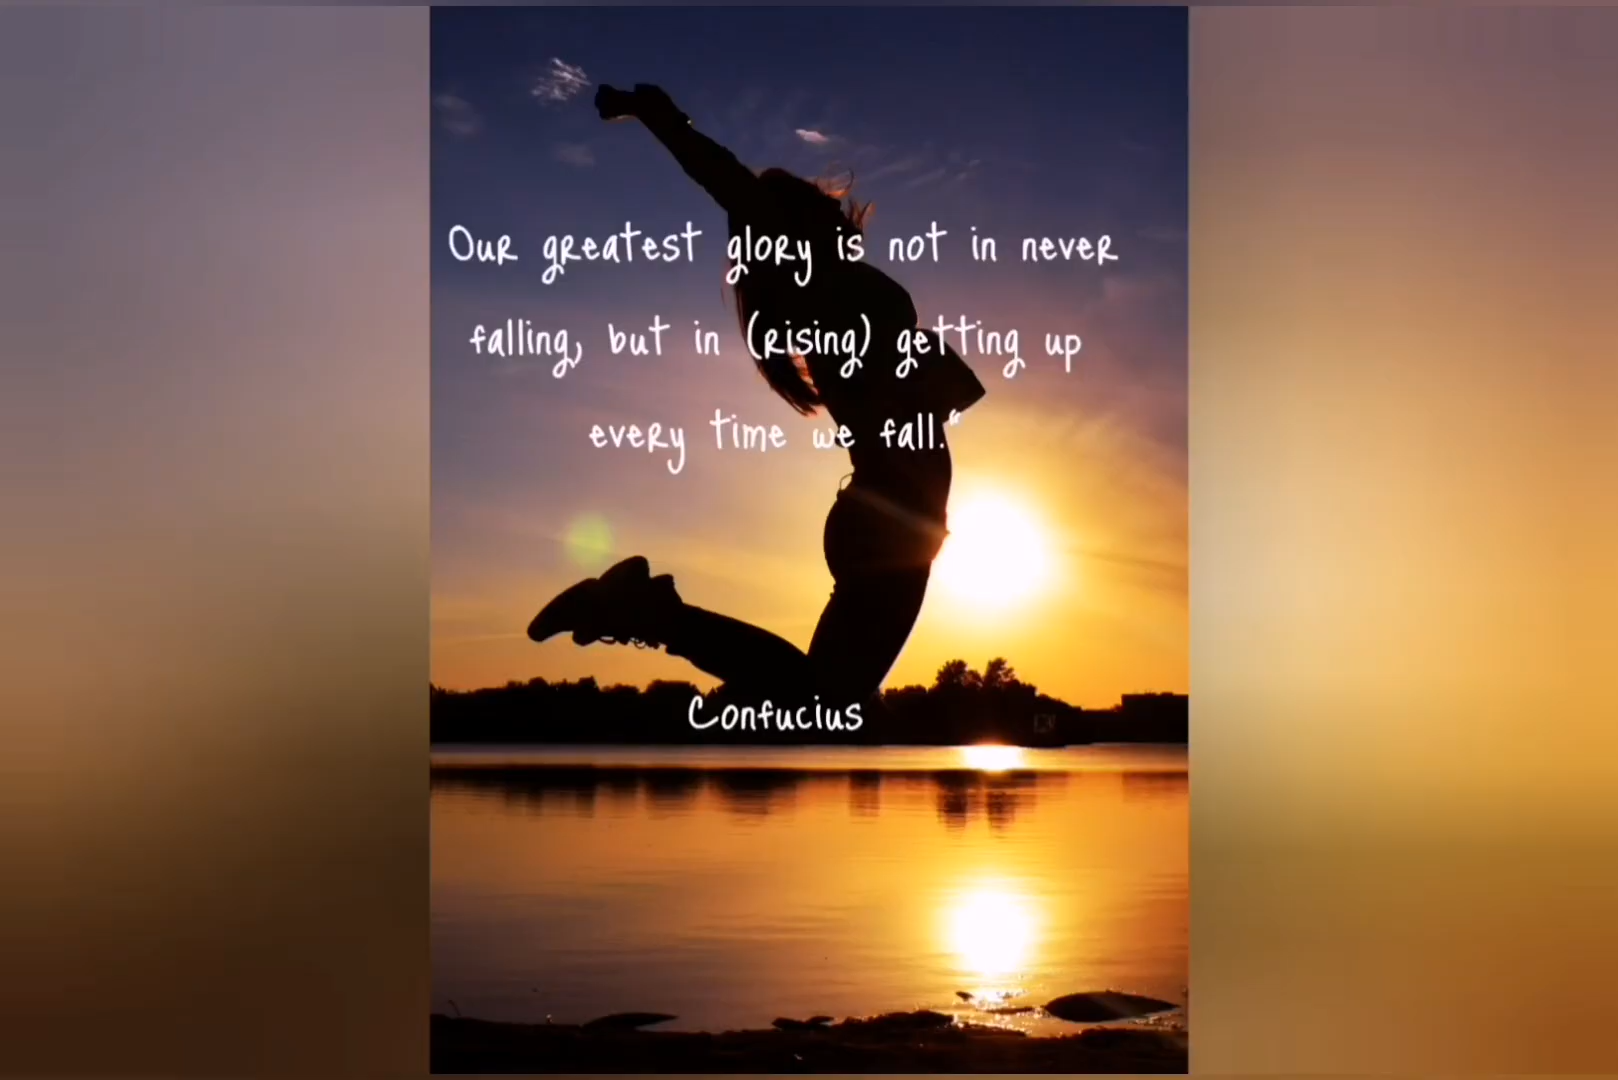 Our greatest glory is not in never
falling, but in (rising) getting up
every time we fall.“
Confucius